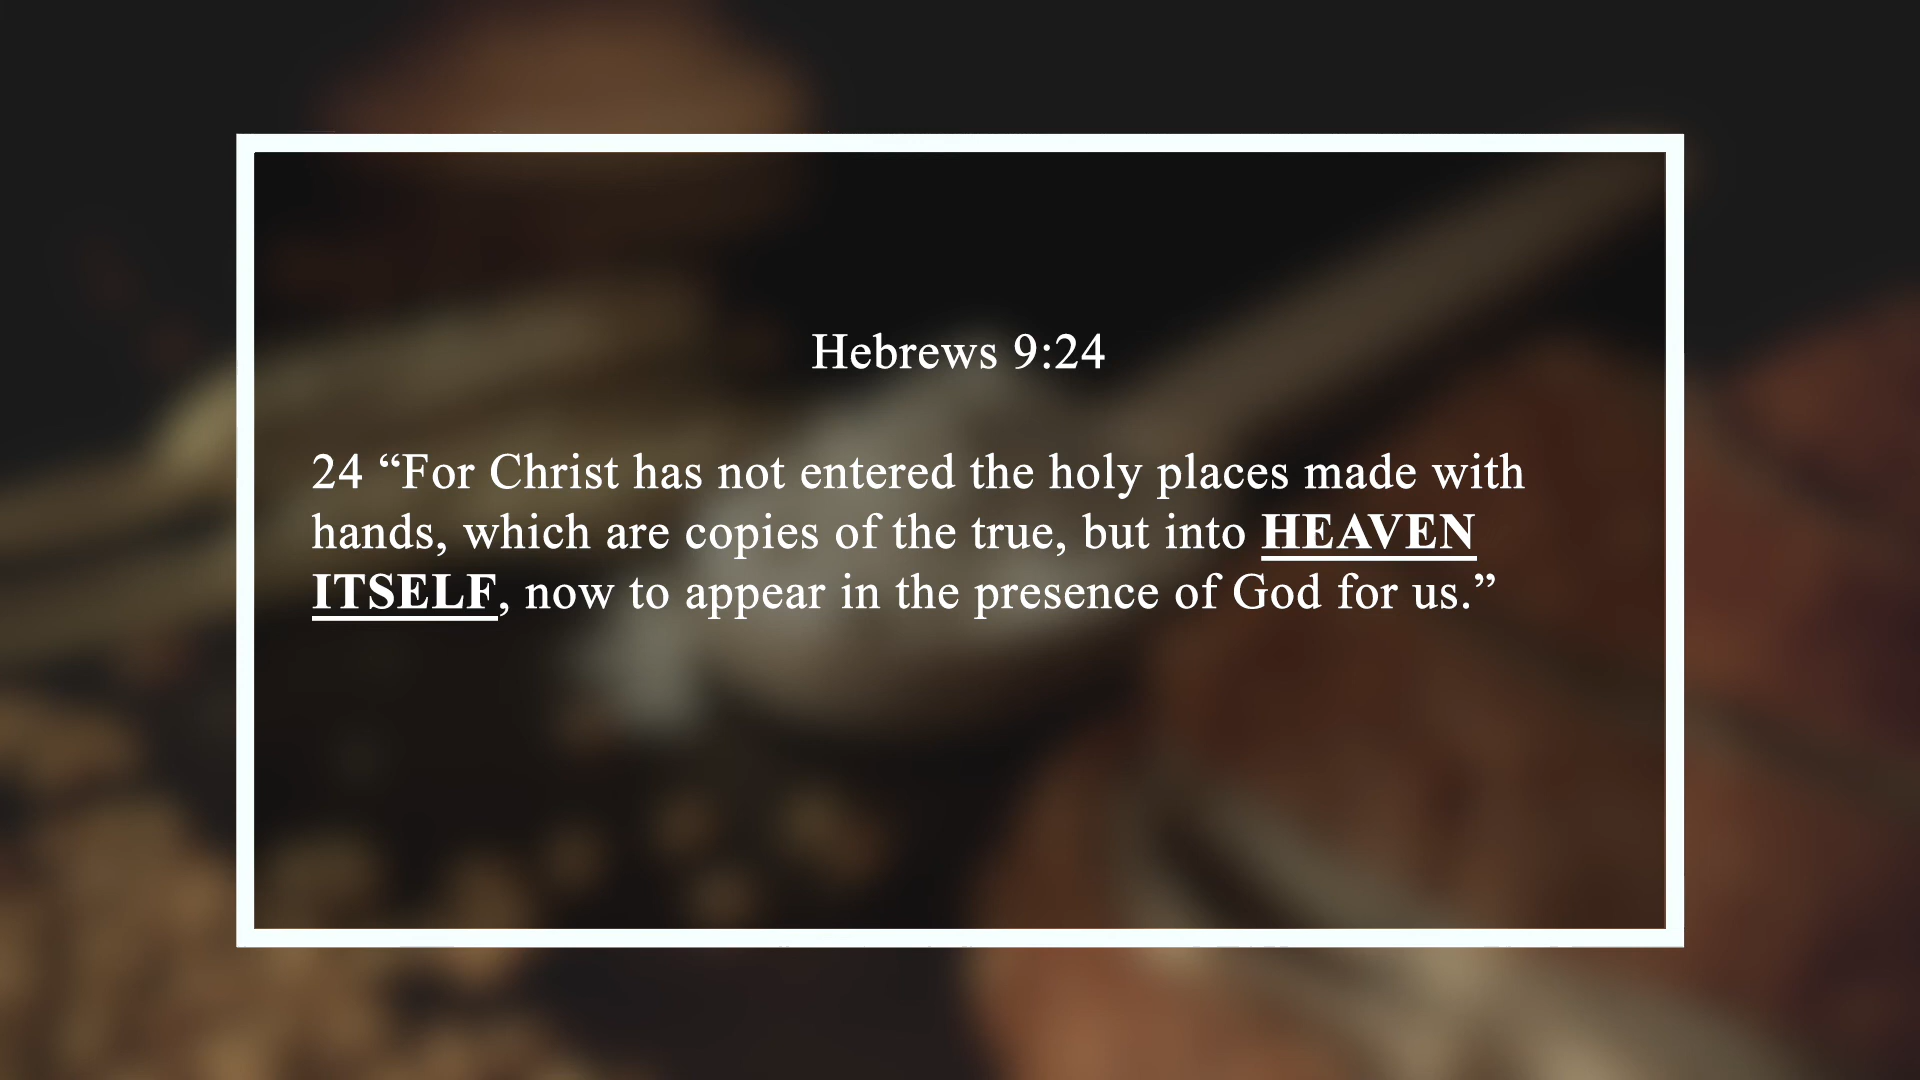 Hebrews 9:24
24 “For Christ has not entered the holy places made with
hands, which are copies of the true, but into HEAVEN
ITSELF, now to appear in the presence of God for us.”